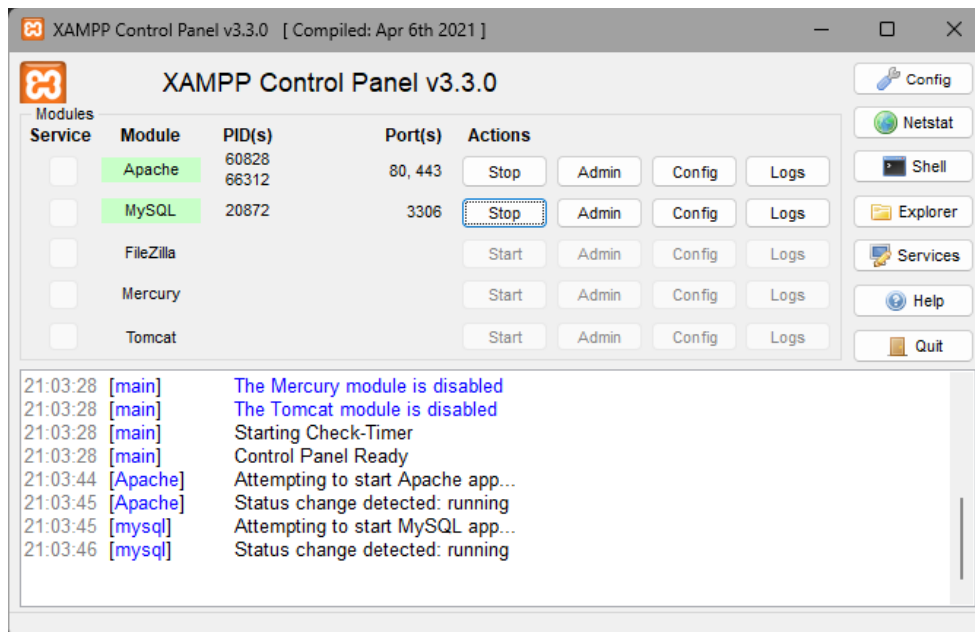 XAMPP Control Panel v3.3.0 [ Compiled: Apr 6th 2021 ]
XAMPP Control Panel v3.3.0
Config
Modules
Service Module PID(s) Port(s) Actions
Netstat
Apache 60828 66312 80, 443 Stop Admin Config Logs
Shell
MySQL 20872 3306 Stop Admin Config Logs
Explorer
FileZilla Start Admin Config Logs
Services
Mercury Start Admin Config Logs
Help
Tomcat Start Admin Config Logs
Quit
21:03:28 [main] The Mercury module is disabled
21:03:28 [main] The Tomcat module is disabled
21:03:28 [main] Starting Check-Timer
21:03:28 [main] Control Panel Ready
21:03:44 [Apache] Attempting to start Apache app...
21:03:45 [Apache] Status change detected: running
21:03:45 [mysql] Attempting to start MySQL app...
21:03:46 [mysql] Status change detected: running